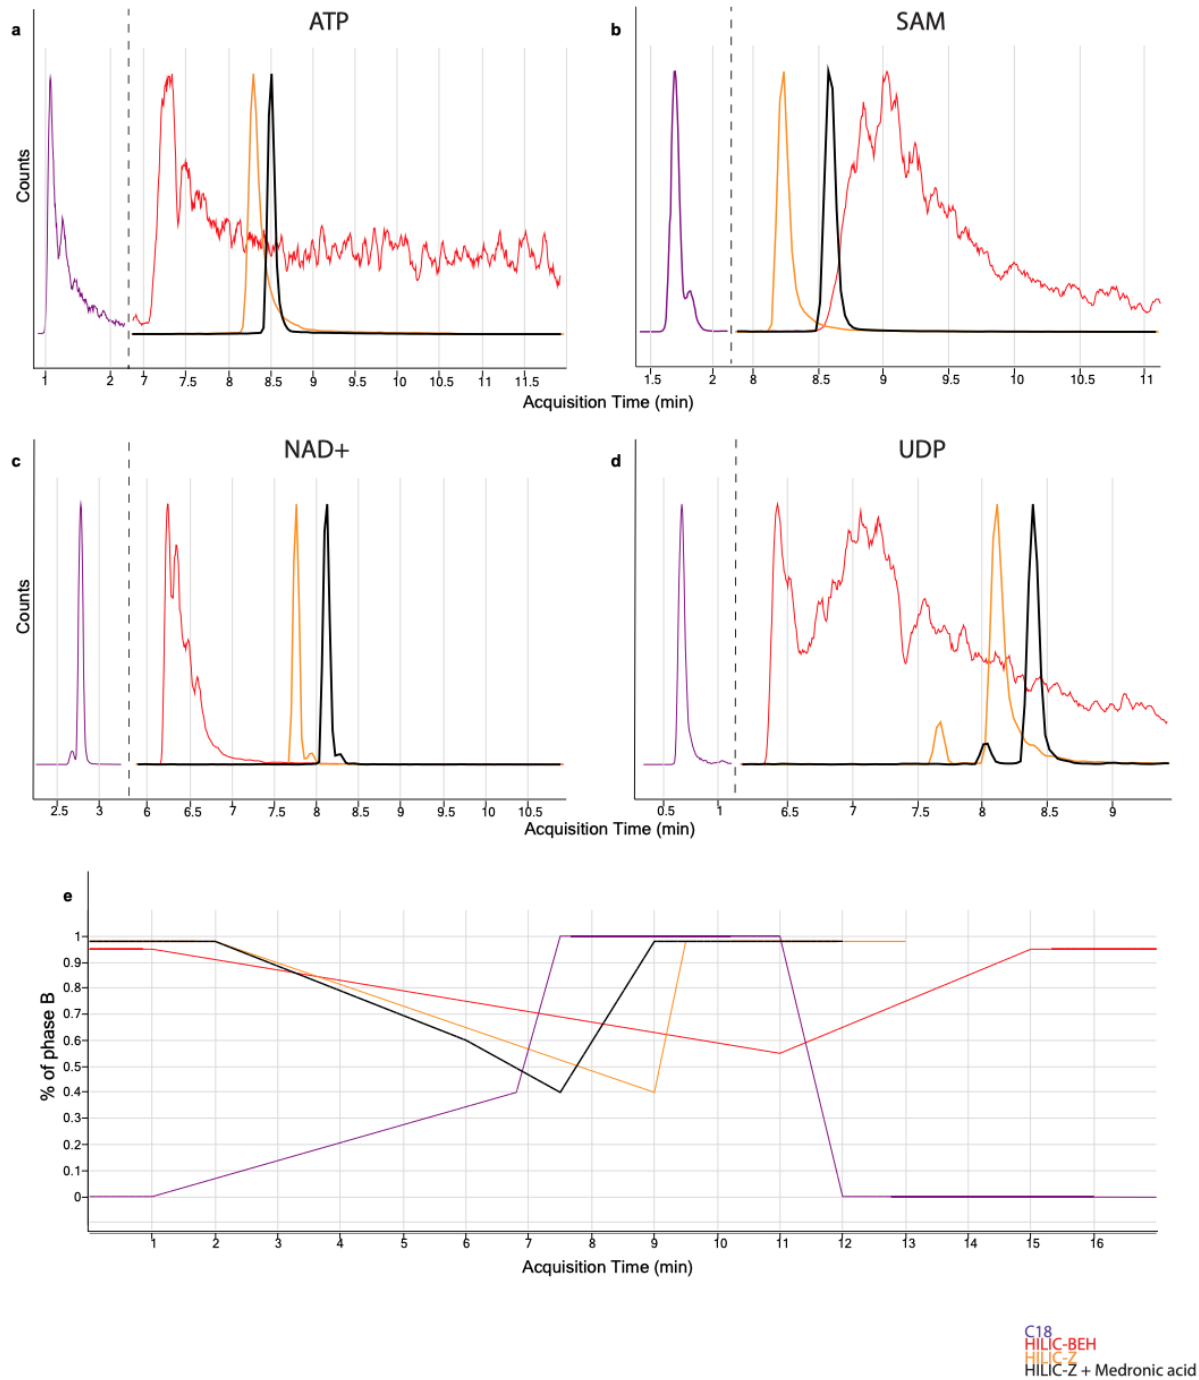 a
ATP
b
SAM
Counts
1 2 7 7.5 8 8.5 9 9.5 10 10.5 11 11.5
1.5 2 8 8.5 9 9.5 10 10.5 11
Acquisition Time (min)
c
NAD+
d
UDP
Counts
2.5 3 6 6.5 7 7.5 8 8.5 9 9.5 10 10.5
0.5 1 6.5 7 7.5 8 8.5 9
Acquisition Time (min)
e
% of phase B
1
0.9
0.8
0.7
0.6
0.5
0.4
0.3
0.2
0.1
0
1 2 3 4 5 6 7 8 9 10 11 12 13 14 15 16
Acquisition Time (min)
C18
HILIC-BEH
HILIC-Z
HILIC-Z + Medronic acid